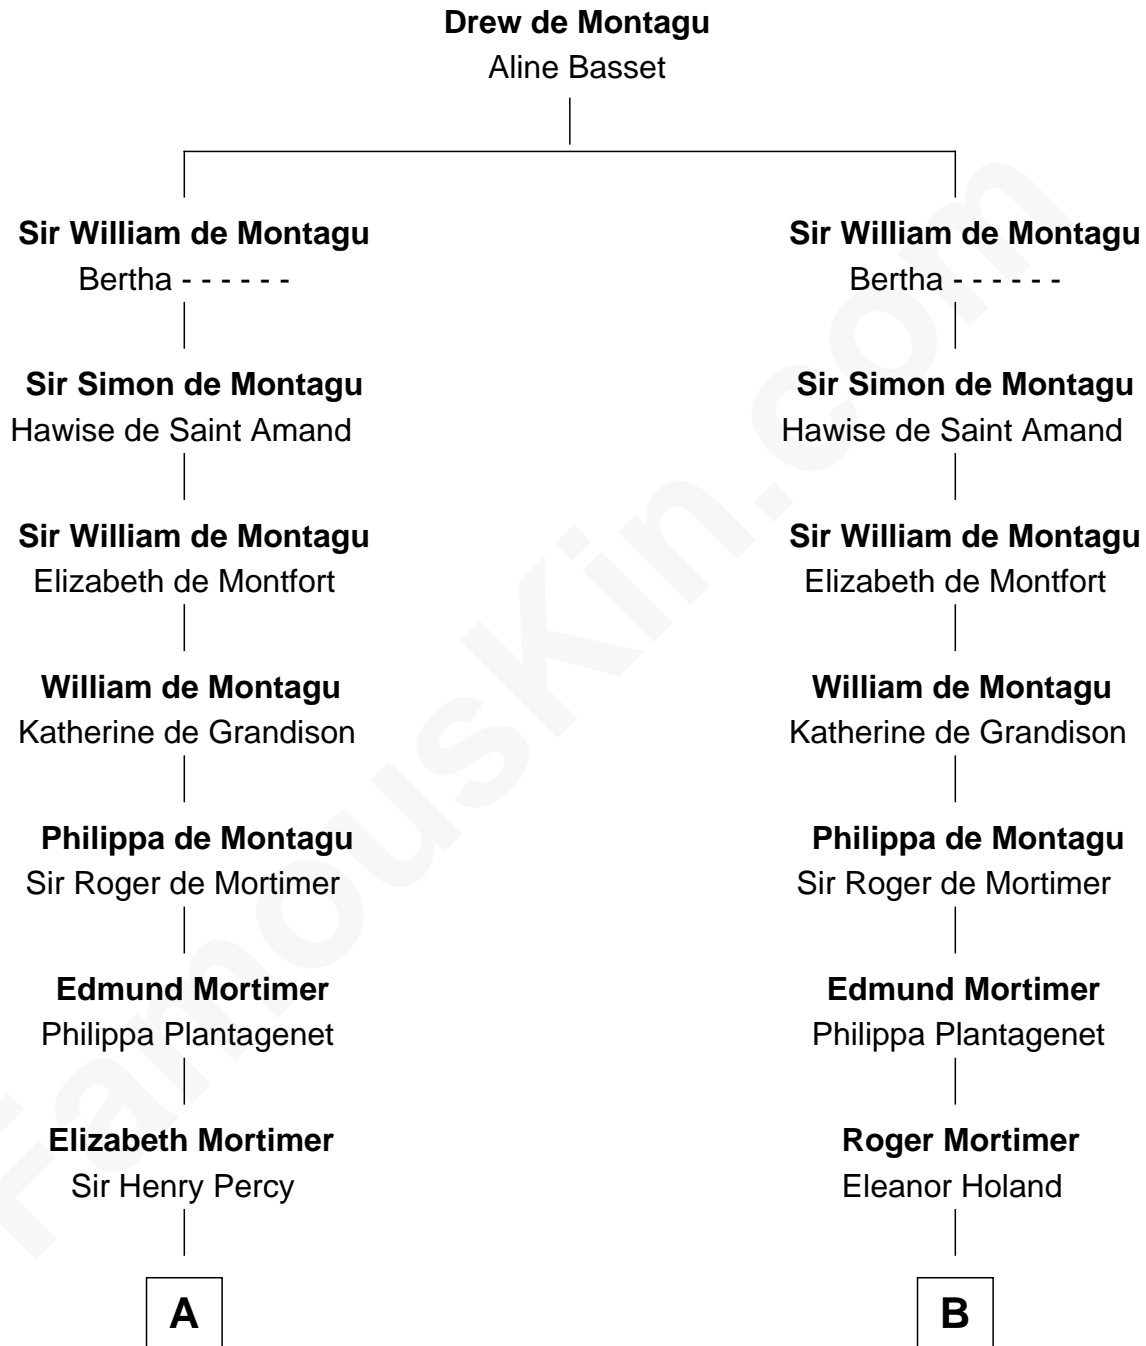 Drew de Montagu
Aline Basset
Sir William de Montagu
Bertha - - - - - -
Sir William de Montagu
Bertha - - - - - -
Sir Simon de Montagu
Hawise de Saint Amand
Sir Simon de Montagu
Hawise de Saint Amand
Sir William de Montagu
Elizabeth de Montfort
Sir William de Montagu
Elizabeth de Montfort
William de Montagu
Katherine de Grandison
William de Montagu
Katherine de Grandison
Philippa de Montagu
Sir Roger de Mortimer
Philippa de Montagu
Sir Roger de Mortimer
Edmund Mortimer
Philippa Plantagenet
Edmund Mortimer
Philippa Plantagenet
Elizabeth Mortimer
Sir Henry Percy
Roger Mortimer
Eleanor Holand
A
B
FamousKin.com